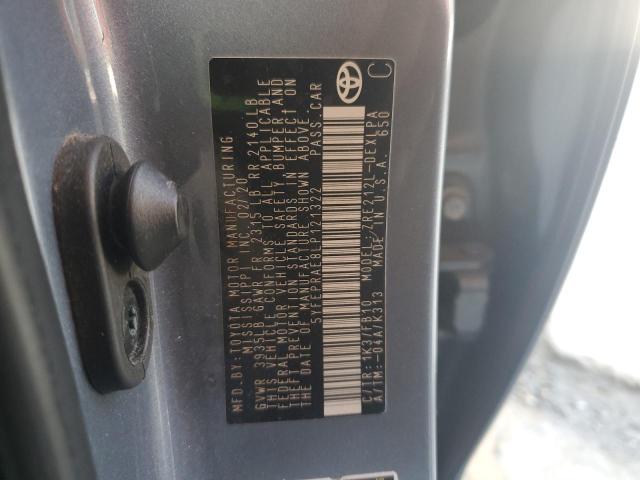 MFD.BY:TOYOTA MOTOR MANUFACTURING
MISSISSIPPI INC. 02/20
GVWR 3935LB GAWR FR 2315 LB RR 2140 LB
THIS VEHICLE CONFORMS TO ALL APPLICABLE
FEDERAL MOTOR VEHICLE SAFETY, BUMPER AND
THEFT PREVENTION STANDARDS IN EFFECT ON
THE DATE OF MANUFACTURE SHOWN ABOVE.
5YFEPRAE8LP121322 PASS.CAR
C/TR: 1K3/FB10 MODEL: ZRE212L-DEXLPA
A/TM:-04A/K313 MADE IN U.S.A. 650
C